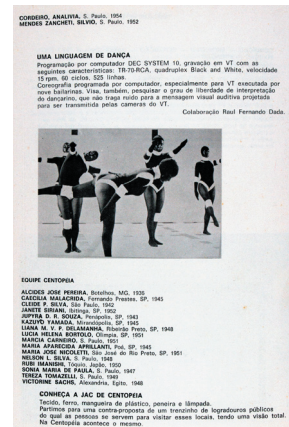 CORDEIRO, ANALIVIA, S. Paulo, 1954
MENDES ZANCHETI, SILVIO, S. Paulo, 1952
UMA LINGUAGEM DE DANÇA
Programação por computador DEC SYSTEM 10, gravação em VT com as
seguintes características: TR-70-RCA, quadruplex Black and White, velocidade
15 rpm, 60 ciclos, 525 linhas.
Coreografia programada por computador, especialmente para VT executada por
nove bailarinas. Visa, também, pesquisar o grau de liberdade de interpretação
do dançarino, que não traga ruído para a mensagem visual auditiva projetada
para ser transmitida pelas cameras do VT.
Colaboração Raul Fernando Dada.
EQUIPE CENTOPÉIA
ALCIDES JOSÉ PEREIRA, Botelhos, MG, 1935
CAECILIA MALACRIDA, Fernando Prestes, SP, 1945
CLEIDE P. SILVA, São Paulo, 1942
JANETE SIRIANI, Ibitinga, SP, 1952
JUPYRA D. R. SOUZA, Penápolis, SP, 1943
KAZUYO YAMADA, Mirandópolis, SP, 1945
LIANA M. V. P. DELAMANHA, Ribeirão Preto, SP, 1948
LUCIA HELENA BORTOLO, Olimpia, SP, 1951
MARCIA CARNEIRO, S. Paulo, 1951
MARIA APARECIDA APRILLANTI, Poé, SP, 1945
MARIA JOSE NICOLETTI, São José do Rio Preto, SP, 1951
NELSON L. SILVA, S. Paulo, 1948
RUBI IMANISHI, Tóquio, Japão, 1950
SONIA MARIA DE PAULA, S. Paulo, 1947
TEREZA TOMAZELLI, S. Paulo, 1949
VICTORINE SACHS, Alexandria, Egito, 1948
CONHEÇA A JAC DE CENTOPÉIA
Tecido, ferro, mangueira de plástico, poneira e lâmpada.
Partimos para uma contra-proposta de um trenzinho de logradouros públicos
do qual as pessoas se servem para visitar esses locais, tendo uma visão total.
Na Centopéia acontece o mesmo.